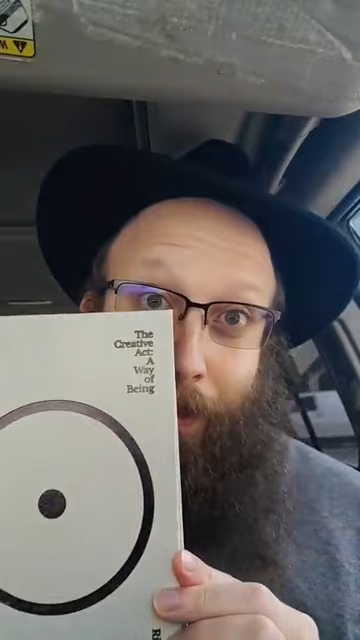 The
Creative
Act:
A
Way
of
Being